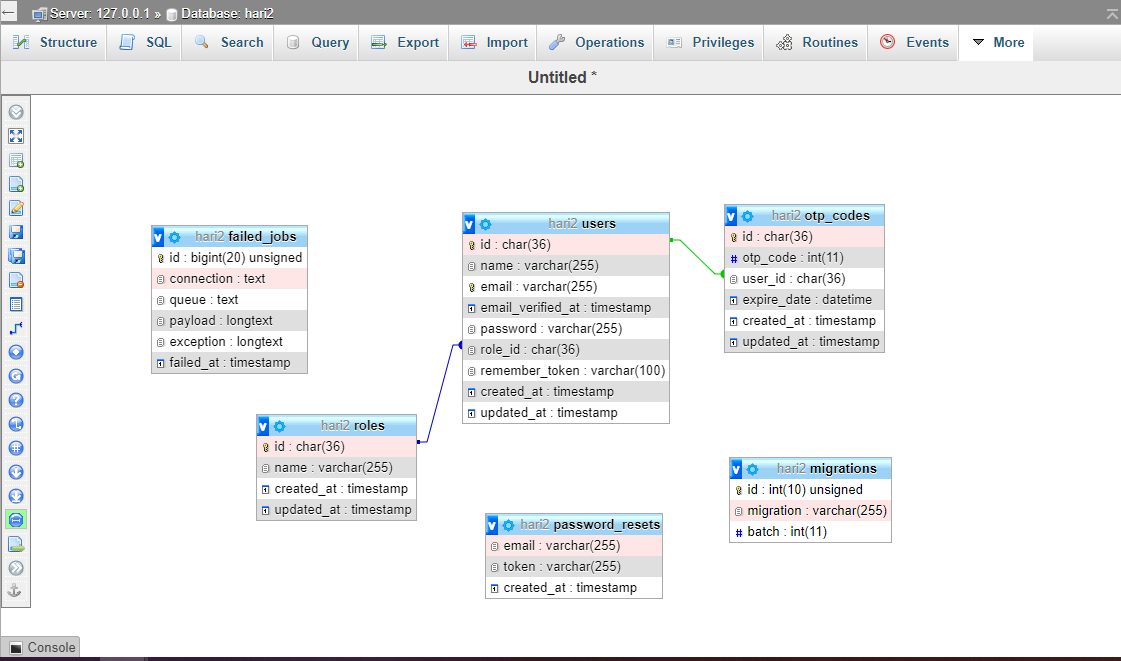 Server: 127.0.0.1 » Database: hari2
Structure SQL Search Query Export Import Operations Privileges Routines Events More
Untitled *
hari2 failed_jobs
id : bigint(20) unsigned
connection : text
queue : text
payload : longtext
exception : longtext
failed_at : timestamp
hari2 users
id : char(36)
name : varchar(255)
email : varchar(255)
email_verified_at : timestamp
password : varchar(255)
role_id : char(36)
remember_token : varchar(100)
created_at : timestamp
updated_at : timestamp
hari2 otp_codes
id : char(36)
otp_code : int(11)
user_id : char(36)
expire_date : datetime
created_at : timestamp
updated_at : timestamp
hari2 roles
id : char(36)
name : varchar(255)
created_at : timestamp
updated_at : timestamp
hari2 password_resets
email : varchar(255)
token : varchar(255)
created_at : timestamp
hari2 migrations
id : int(10) unsigned
migration : varchar(255)
batch : int(11)
Console